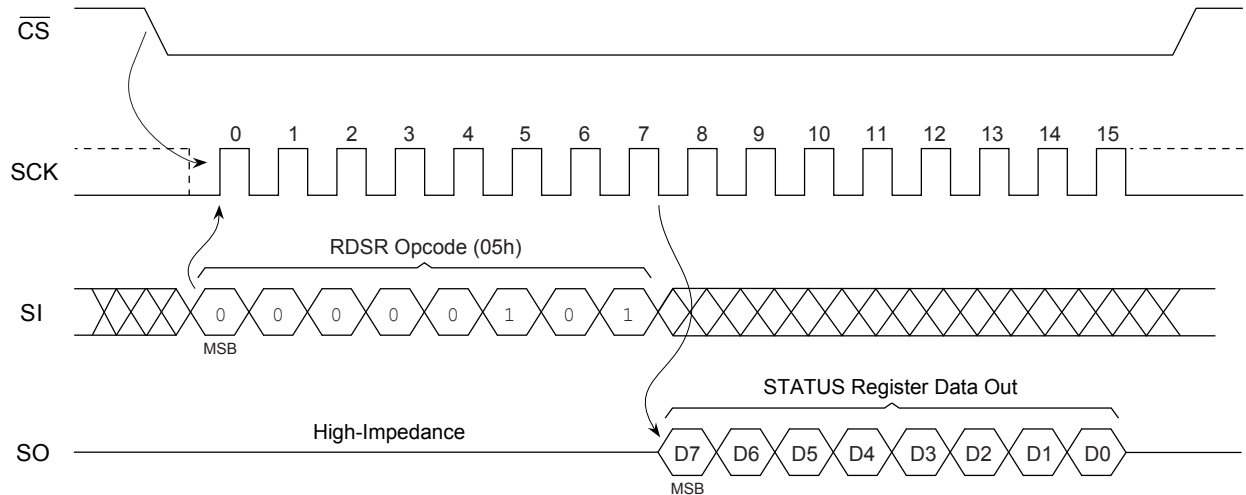 CS
SCK
0 1 2 3 4 5 6 7 8 9 10 11 12 13 14 15
RDSR Opcode (05h)
SI
0 0 0 0 0 1 0 1
MSB
STATUS Register Data Out
High-Impedance
SO
D7 D6 D5 D4 D3 D2 D1 D0
MSB